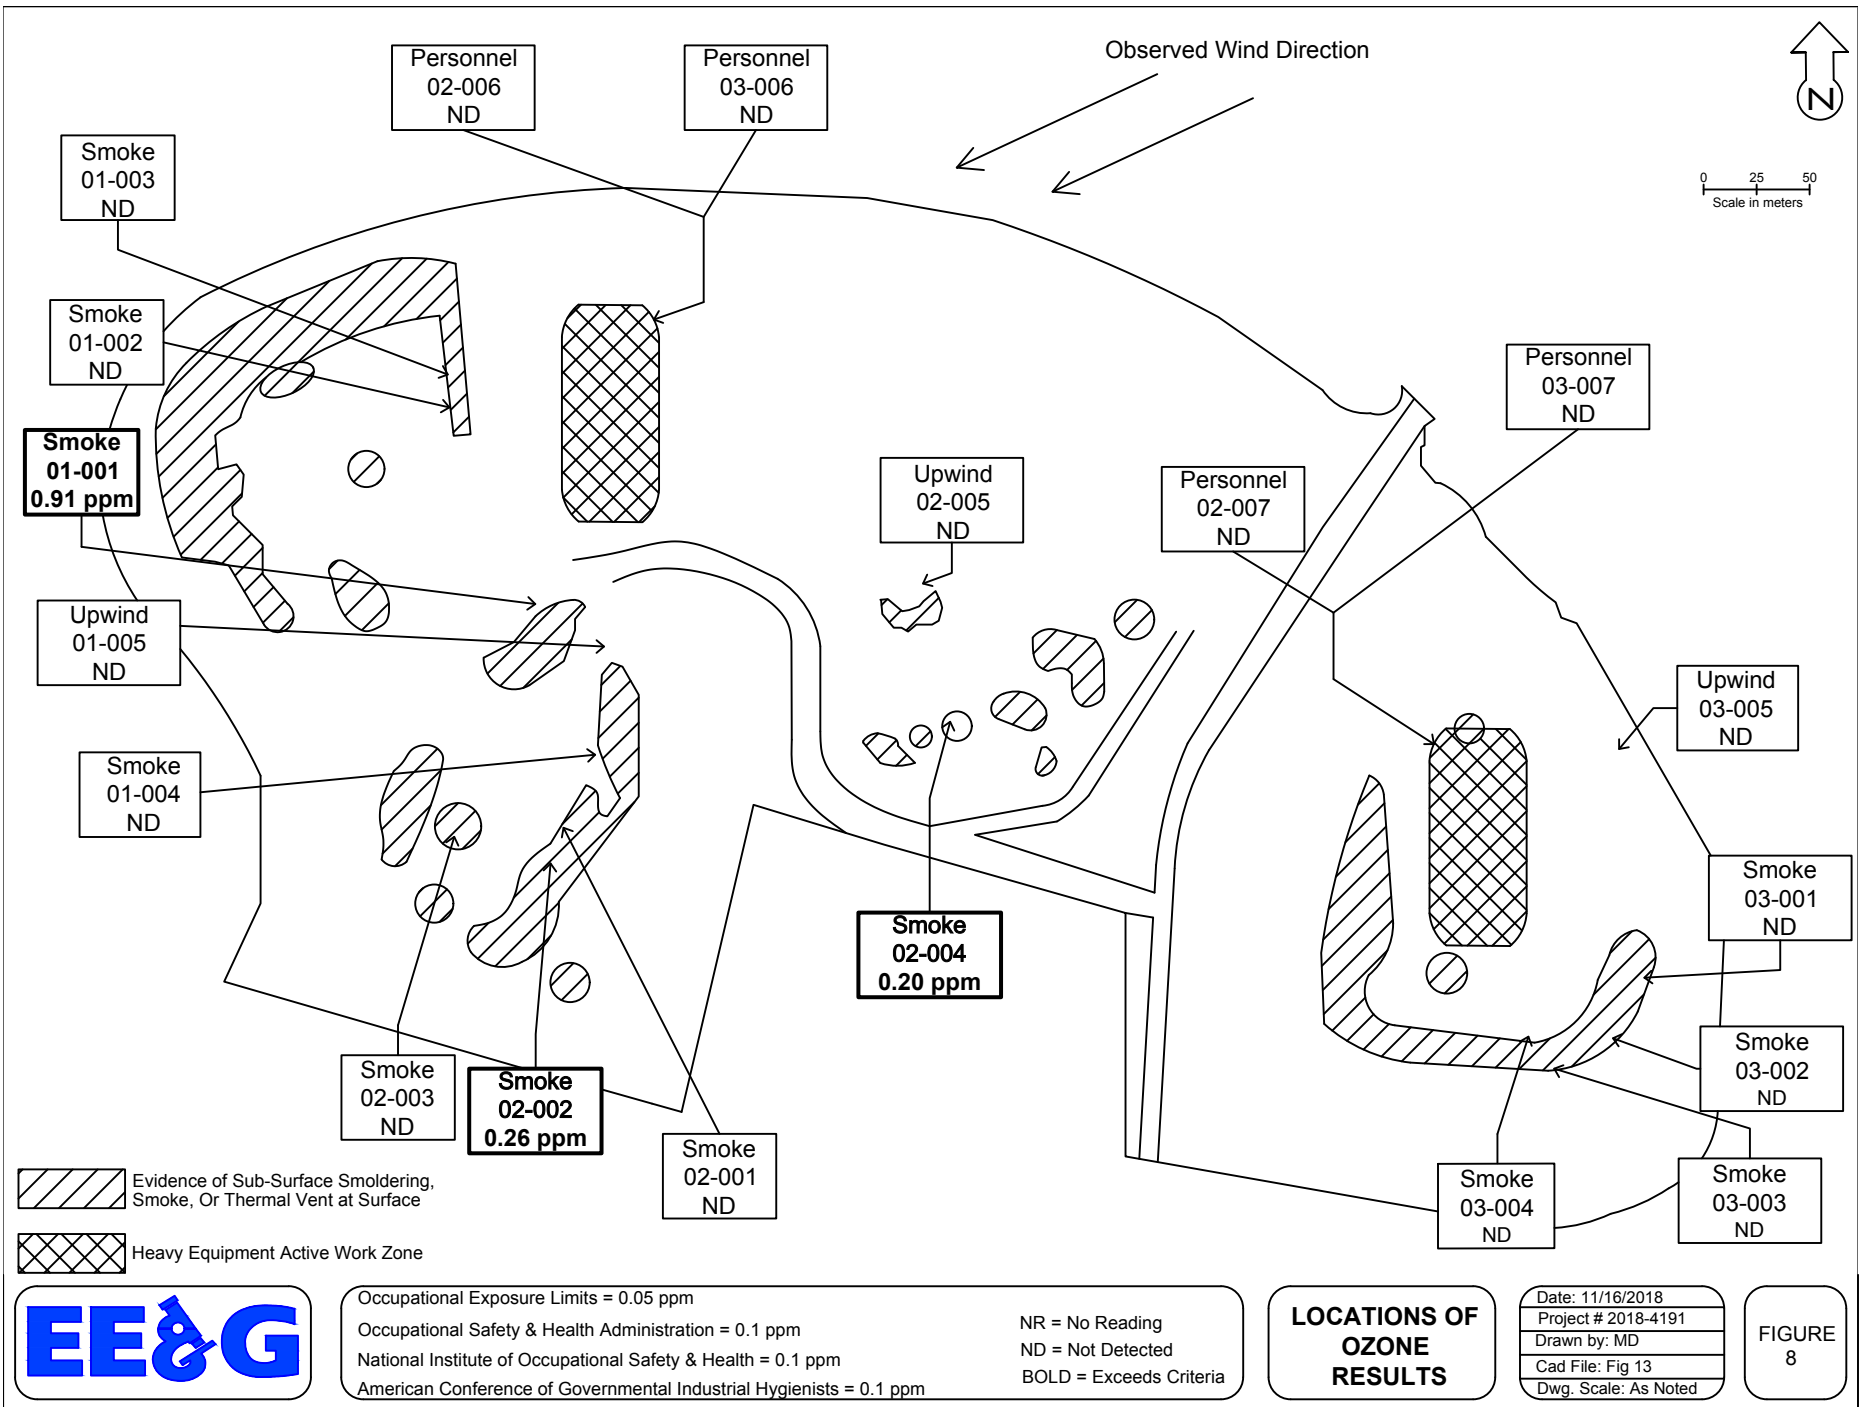 Observed Wind Direction
N
0 25 50
Scale in meters
Personnel
02-006
ND
Personnel
03-006
ND
Smoke
01-003
ND
Smoke
01-002
ND
Smoke
01-001
0.91 ppm
Upwind
01-005
ND
Smoke
01-004
ND
Upwind
02-005
ND
Personnel
02-007
ND
Personnel
03-007
ND
Upwind
03-005
ND
Smoke
03-001
ND
Smoke
03-002
ND
Smoke
03-003
ND
Smoke
03-004
ND
Smoke
02-004
0.20 ppm
Smoke
02-003
ND
Smoke
02-002
0.26 ppm
Smoke
02-001
ND
Evidence of Sub-Surface Smoldering,
Smoke, Or Thermal Vent at Surface
Heavy Equipment Active Work Zone
EE&G
Occupational Exposure Limits = 0.05 ppm
Occupational Safety & Health Administration = 0.1 ppm
National Institute of Occupational Safety & Health = 0.1 ppm
American Conference of Governmental Industrial Hygienists = 0.1 ppm
NR = No Reading
ND = Not Detected
BOLD = Exceeds Criteria
LOCATIONS OF
OZONE
RESULTS
Date: 11/16/2018
Project # 2018-4191
Drawn by: MD
Cad File: Fig 13
Dwg. Scale: As Noted
FIGURE
8